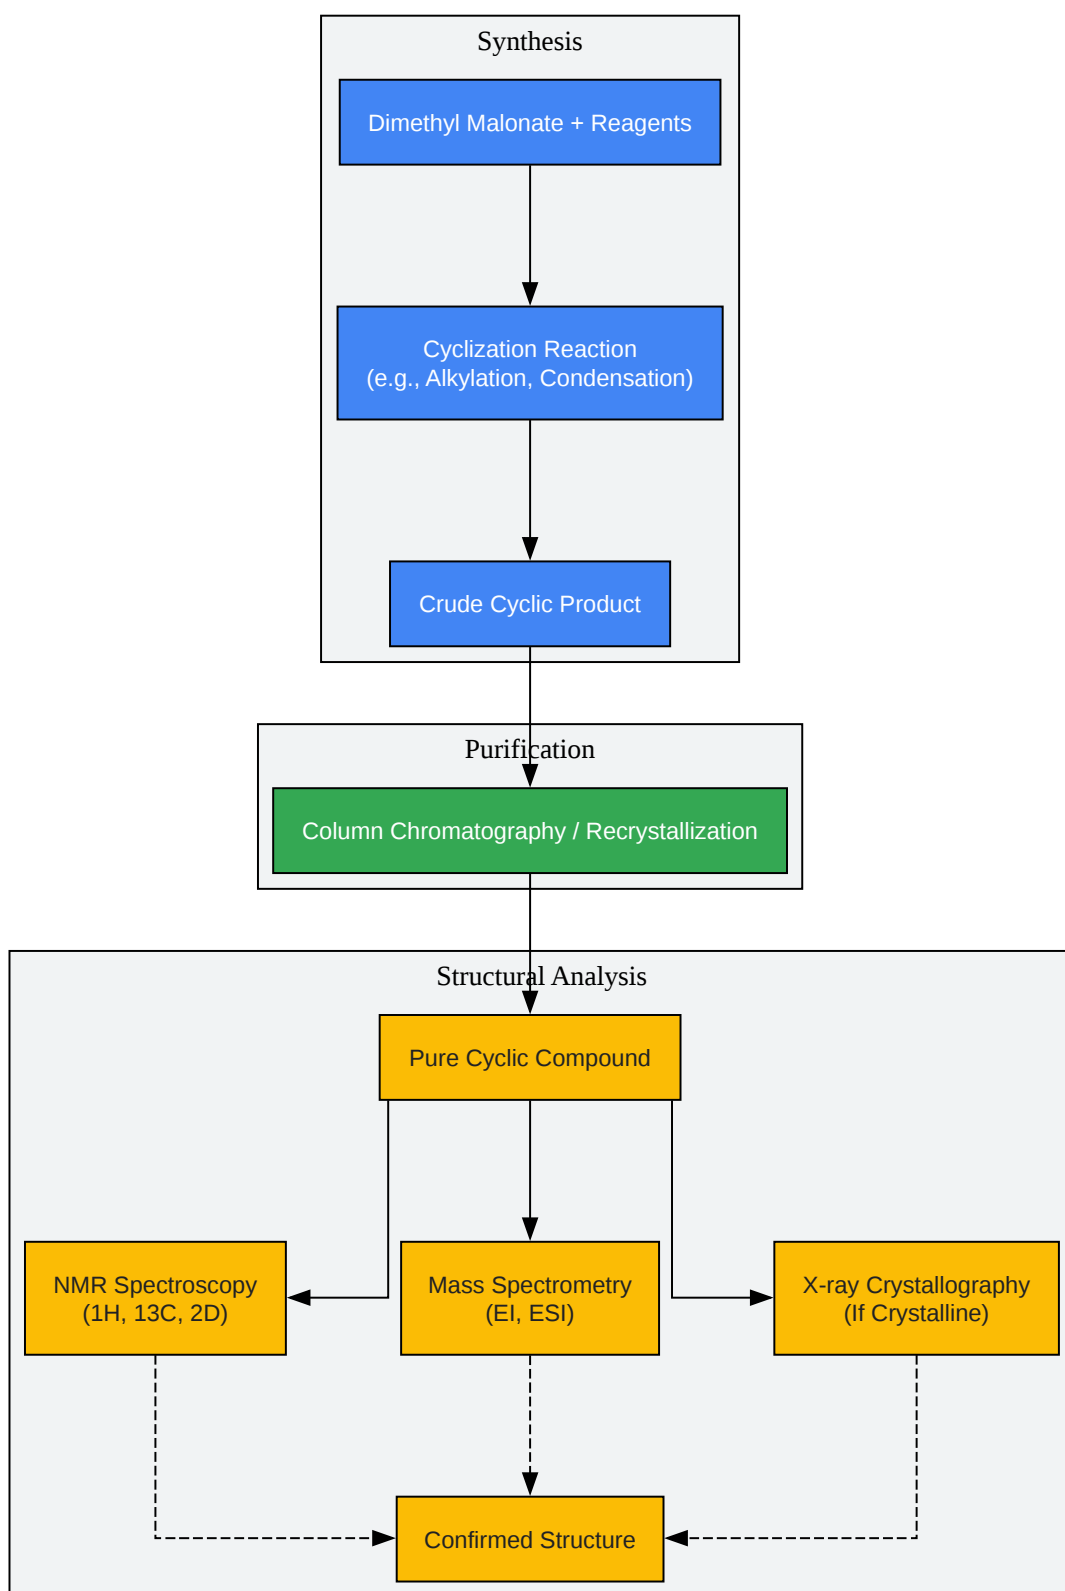 Synthesis
Dimethyl Malonate + Reagents
Cyclization Reaction
(e.g., Alkylation, Condensation)
Crude Cyclic Product
Purification
Column Chromatography / Recrystallization
Structural Analysis
Pure Cyclic Compound
NMR Spectroscopy
(1H, 13C, 2D)
Mass Spectrometry
(EI, ESI)
X-ray Crystallography
(If Crystalline)
Confirmed Structure